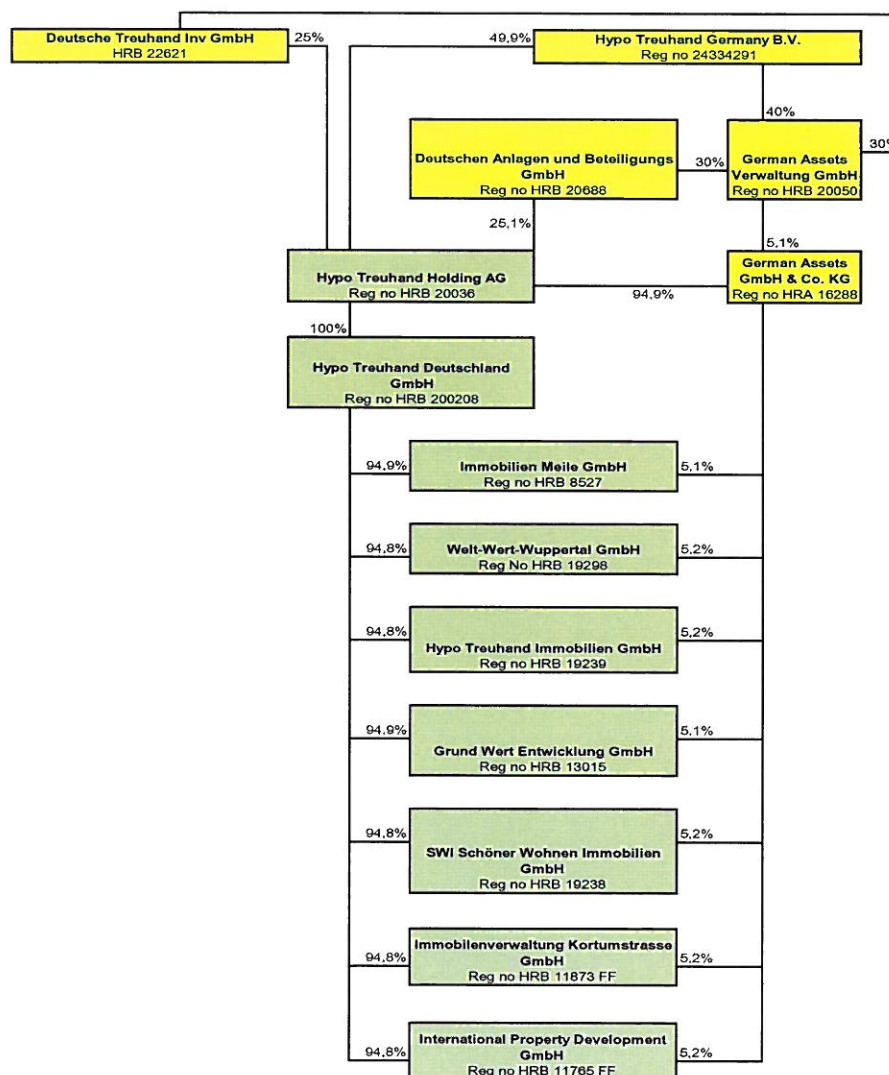 Deutsche Treuhand Inv GmbH
HRB 22621
25%
49,9%
Hypo Treuhand Germany B.V.
Reg no 24334291
40%
Deutschen Anlagen und Beteiligungs
GmbH
Reg no HRB 20688
30%
German Assets
Verwaltung GmbH
Reg no HRB 20050
30%
25,1%
5,1%
Hypo Treuhand Holding AG
Reg no HRB 20036
94,9%
German Assets
GmbH & Co. KG
Reg no HRA 16288
100%
Hypo Treuhand Deutschland
GmbH
Reg no HRB 200208
94,9%
Immobilien Meile GmbH
Reg no HRB 8527
5,1%
94,8%
Welt-Wert-Wuppertal GmbH
Reg No HRB 19298
5,2%
94,8%
Hypo Treuhand Immobilien GmbH
Reg no HRB 19239
5,2%
94,9%
Grund Wert Entwicklung GmbH
Reg no HRB 13015
5,1%
94,8%
SWI Schöner Wohnen Immobilien
GmbH
Reg no HRB 19238
5,2%
94,8%
Immobilenverwaltung Kortumstrasse
GmbH
Reg no HRB 11873 FF
5,2%
94,8%
International Property Development
GmbH
Reg no HRB 11765 FF
5,2%